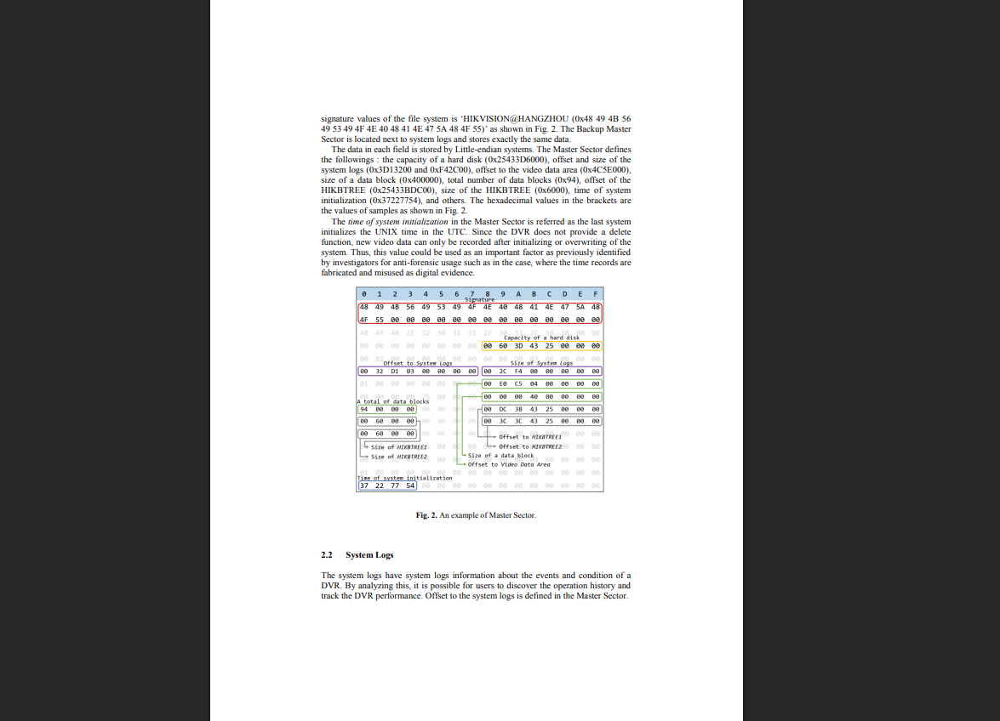 signature values of the file system is ‘HIKVISION@HANGZHOU (0x48 49 4B 56
49 53 49 4F 4E 40 48 41 4E 47 5A 48 4F 55)’ as shown in Fig. 2. The Backup Master
Sector is located next to system logs and stores exactly the same data.
The data in each field is stored by Little-endian systems. The Master Sector defines
the followings : the capacity of a hard disk (0x25433D6000), offset and size of the
system logs (0x3D13200 and 0xF42C00), offset to the video data area (0x4C5E000),
size of a data block (0x400000), total number of data blocks (0x94), offset of the
HIKBTREE (0x25433BDC00), size of the HIKBTREE (0x6000), time of system
initialization (0x37227754), and others. The hexadecimal values in the brackets are
the values of samples as shown in Fig. 2.
The time of system initialization in the Master Sector is referred as the last system
initializes the UNIX time in the UTC. Since the DVR does not provide a delete
function, new video data can only be recorded after initializing or overwriting of the
system. Thus, this value could be used as an important factor as previously identified
by investigators for anti-forensic usage such as in the case, where the time records are
fabricated and misused as digital evidence.
0 1 2 3 4 5 6 7 8 9 A B C D E F
Signature
48 49 4B 56 49 53 49 4F 4E 40 48 41 4E 47 5A 48
4F 55 00 00 00 00 00 00 00 00 00 00 00 00 00 00
Capacity of a hard disk
00 60 3D 43 25 00 00 00
Offset to System Logs Size of System Logs
00 32 D1 03 00 00 00 00 00 2C F4 00 00 00 00 00
00 E0 C5 04 00 00 00 00
00 00 00 40 00 00 00 00
A total of data blocks
94 00 00 00 00 DC 3B 43 25 00 00 00
00 60 00 00 00 3C 3C 43 25 00 00 00
00 60 00 00
Offset to HIKBTREE1
Size of HIKBTREE1 Offset to HIKBTREE2
Size of HIKBTREE2 Size of a data block
Offset to Video Data Area
Time of system initialization
37 22 77 54
Fig. 2. An example of Master Sector.
2.2 System Logs
The system logs have system logs information about the events and condition of a
DVR. By analyzing this, it is possible for users to discover the operation history and
track the DVR performance. Offset to the system logs is defined in the Master Sector.